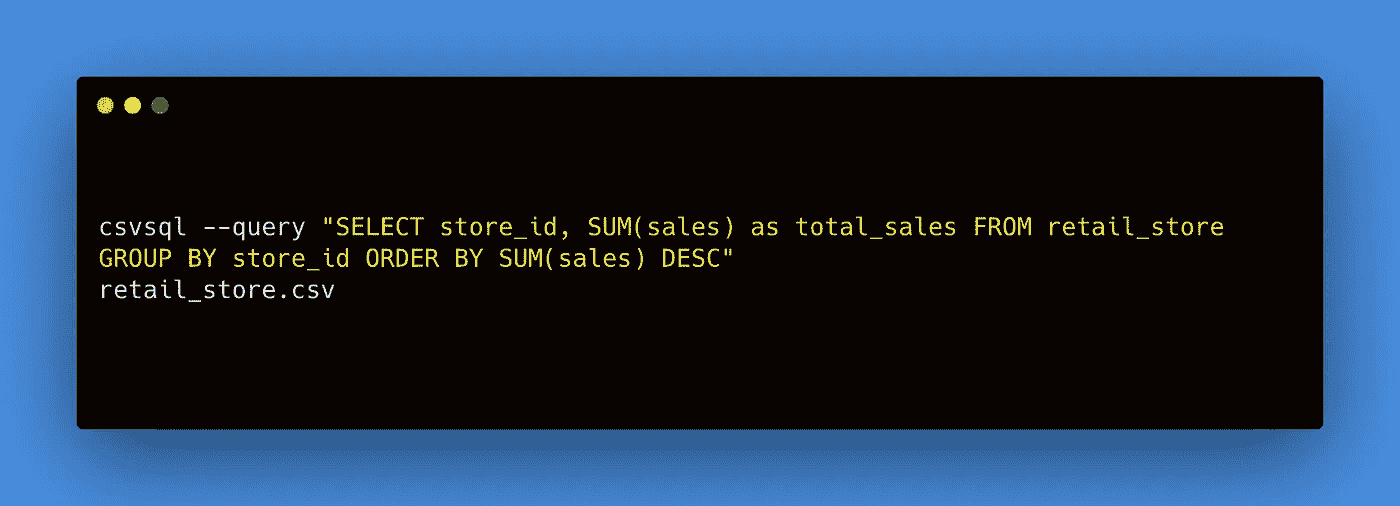 csvsql --query "SELECT store_id, SUM(sales) as total_sales FROM retail_store
GROUP BY store_id ORDER BY SUM(sales) DESC"
retail_store.csv